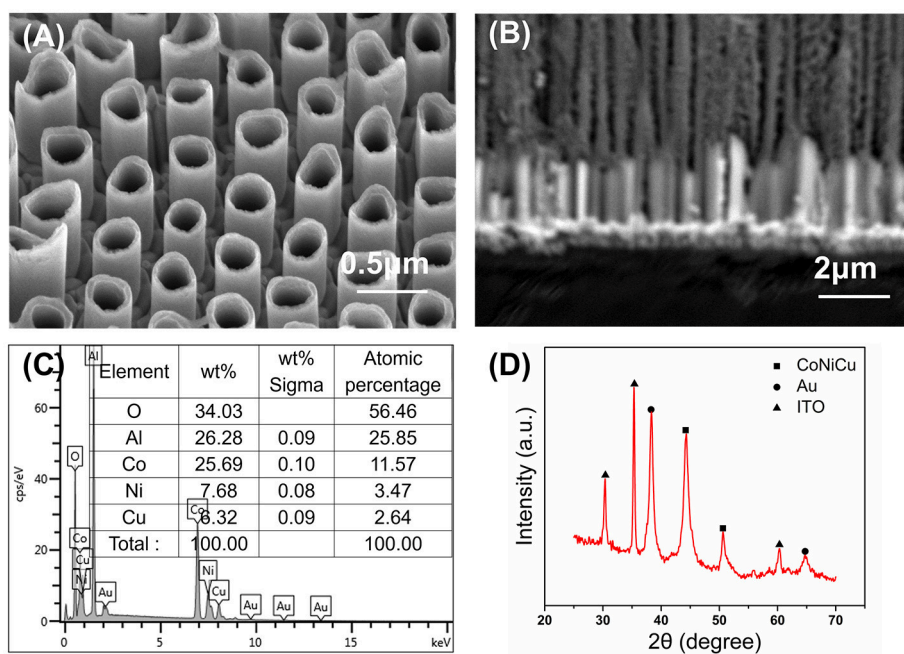 (A)
0.5μm
(B)
2μm
(C)
Element wt% wt% Sigma Atomic percentage
O 34.03 56.46
Al 26.28 0.09 25.85
Co 25.69 0.10 11.57
Ni 7.68 0.08 3.47
Cu 6.32 0.09 2.64
Total : 100.00 100.00
Al
O
Co
Cu
Ni
Au
Co
Ni
Cu
Au
Au
Au
cps/eV
60
40
20
0
0 5 10 15 keV
(D)
CoNiCu
Au
ITO
Intensity (a.u.)
20 30 40 50 60 70
2θ (degree)